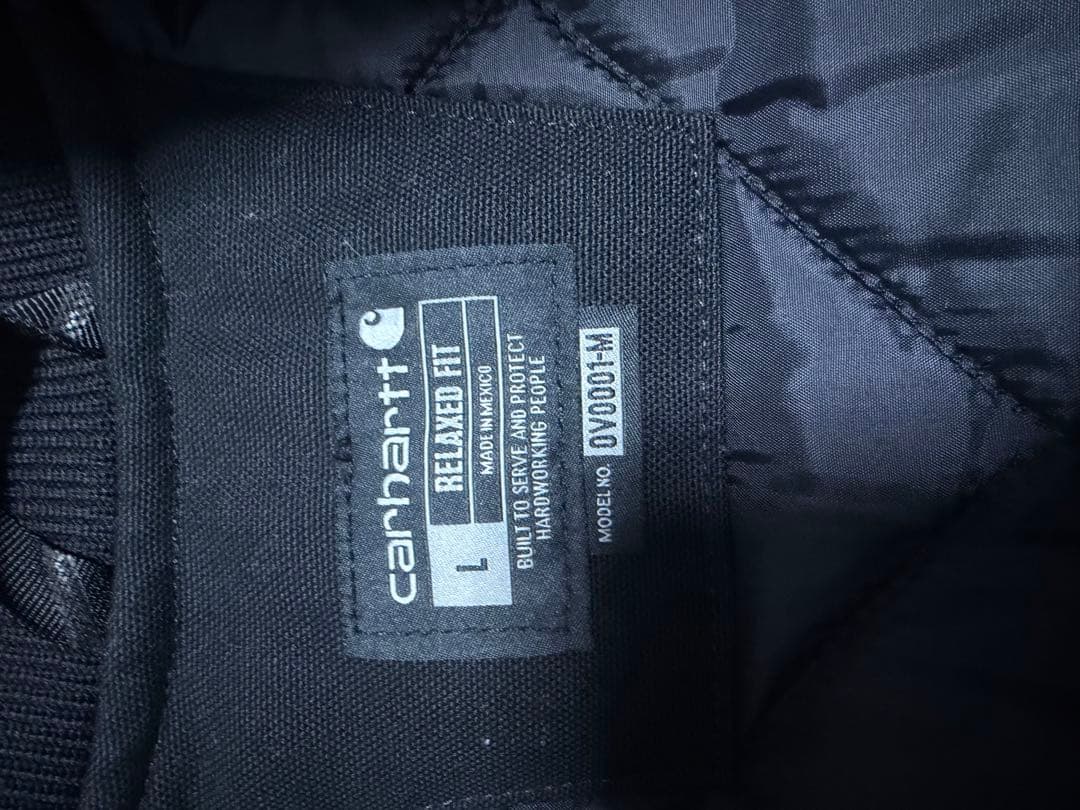 carhartt
L RELAXED FIT
MADE IN MEXICO
BUILT TO SERVE AND PROTECT
HARDWORKING PEOPLE
MODEL NO. OV0001-M